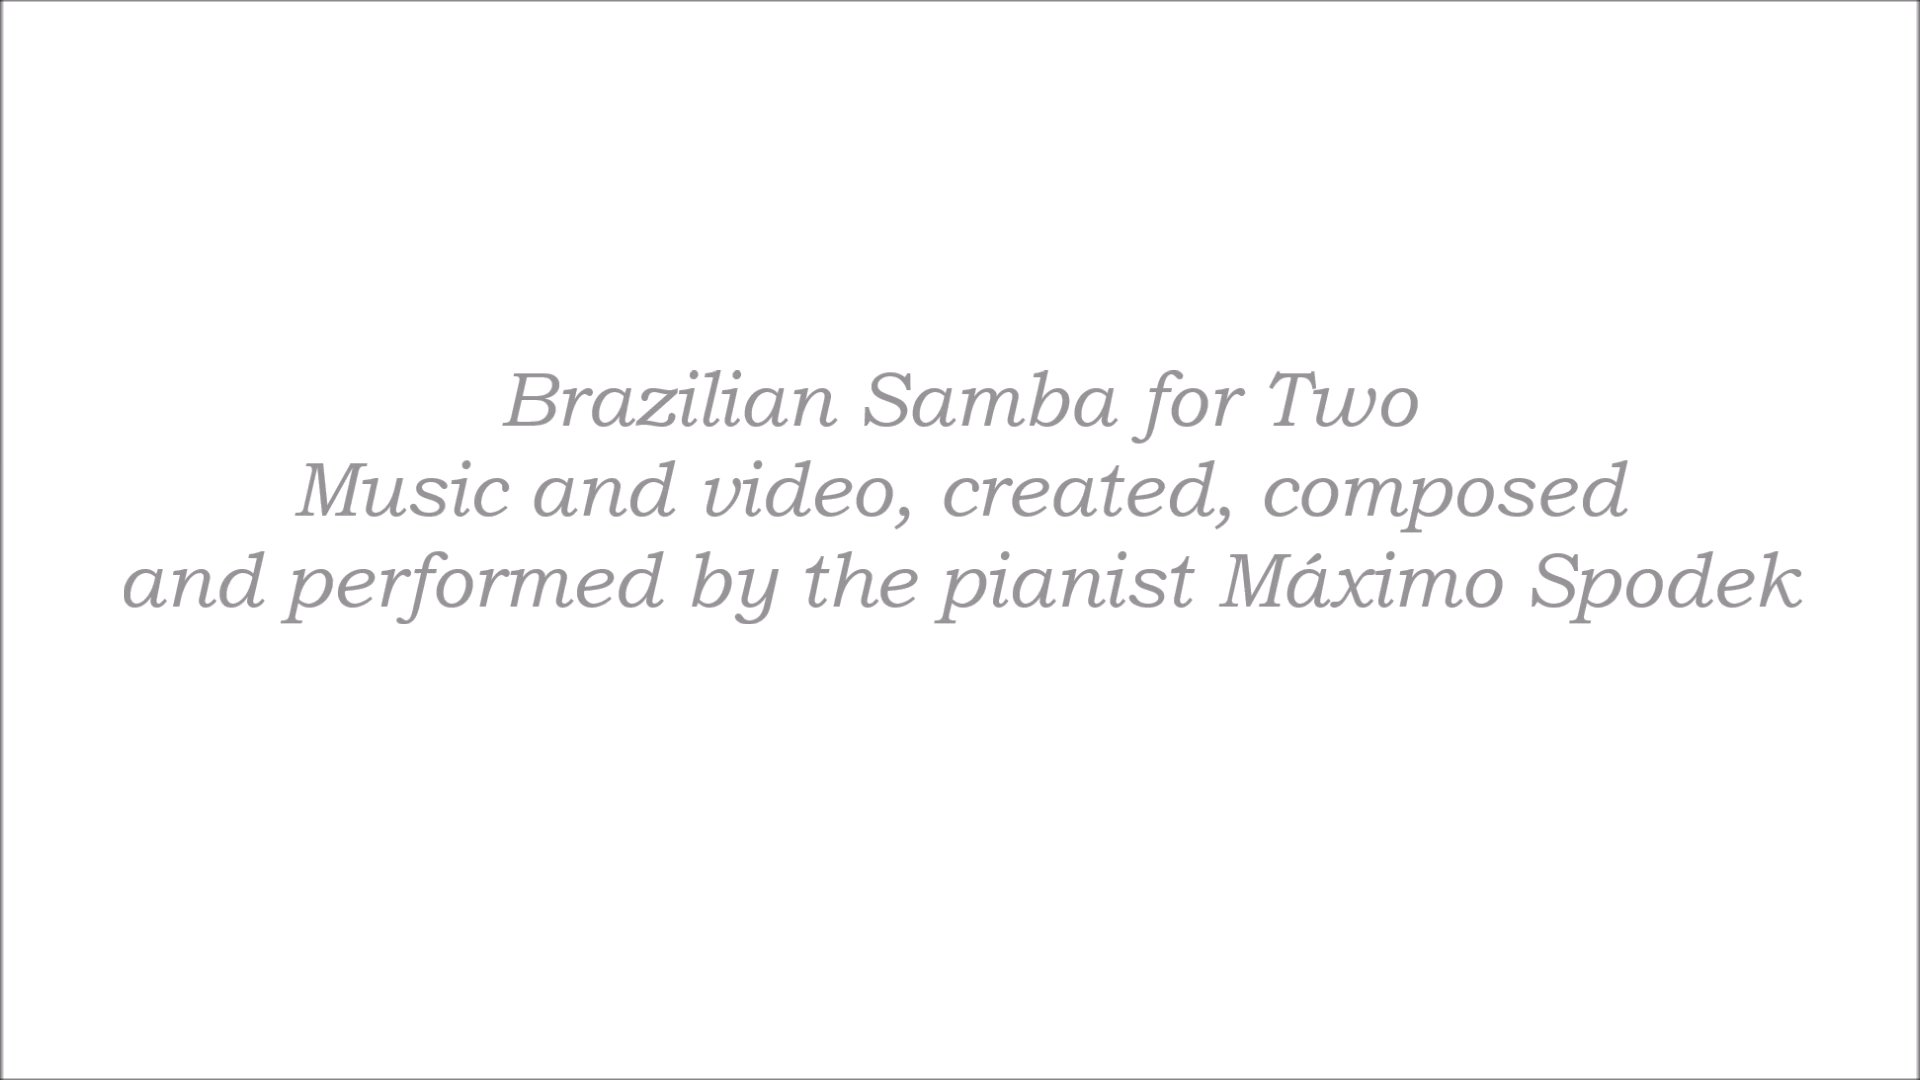 Brazilian Samba for Two
Music and video, created, composed
and performed by the pianist Máximo Spodek